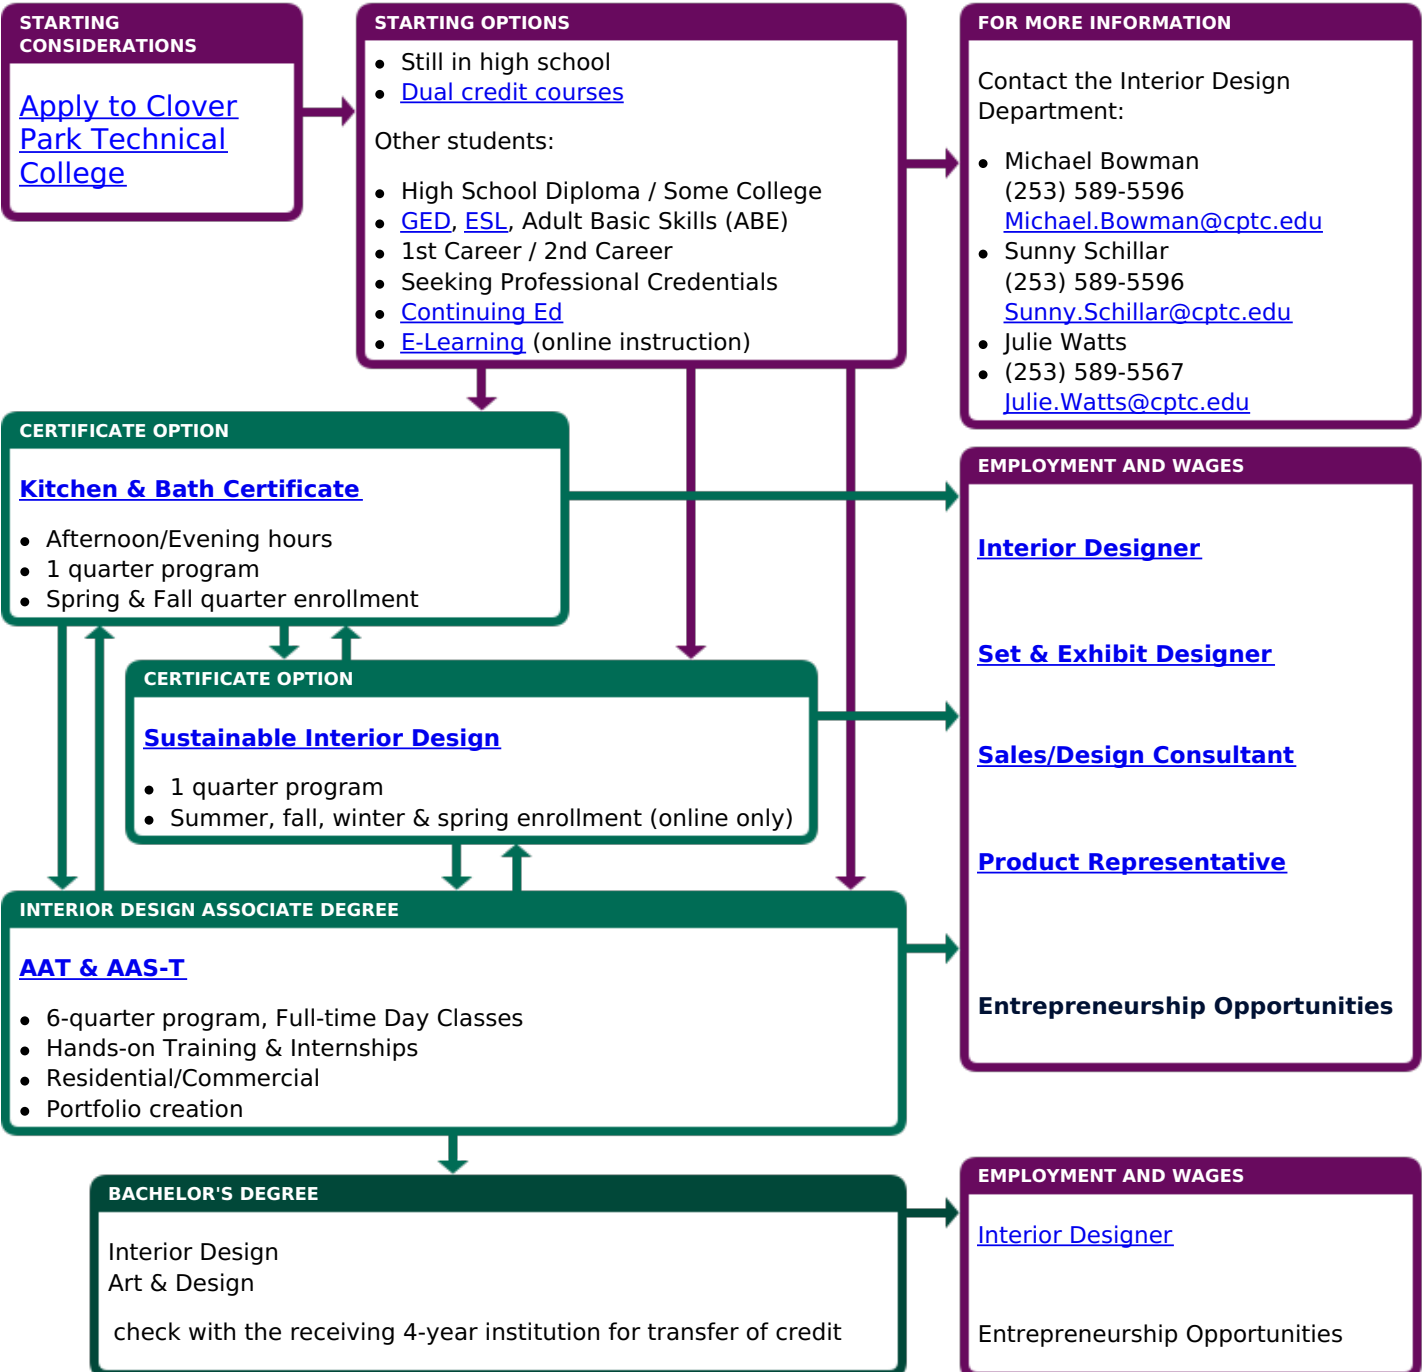 STARTING
CONSIDERATIONS
Apply to Clover
Park Technical
College
STARTING OPTIONS
Still in high school
Dual credit courses
Other students:
High School Diploma / Some College
GED, ESL, Adult Basic Skills (ABE)
1st Career / 2nd Career
Seeking Professional Credentials
Continuing Ed
E-Learning (online instruction)
FOR MORE INFORMATION
Contact the Interior Design
Department:
Michael Bowman
(253) 589-5596
Michael.Bowman@cptc.edu
Sunny Schillar
(253) 589-5596
Sunny.Schillar@cptc.edu
Julie Watts
(253) 589-5567
Julie.Watts@cptc.edu
CERTIFICATE OPTION
Kitchen & Bath Certificate
Afternoon/Evening hours
1 quarter program
Spring & Fall quarter enrollment
CERTIFICATE OPTION
Sustainable Interior Design
1 quarter program
Summer, fall, winter & spring enrollment (online only)
INTERIOR DESIGN ASSOCIATE DEGREE
AAT & AAS-T
6-quarter program, Full-time Day Classes
Hands-on Training & Internships
Residential/Commercial
Portfolio creation
EMPLOYMENT AND WAGES
Interior Designer
Set & Exhibit Designer
Sales/Design Consultant
Product Representative
Entrepreneurship Opportunities
BACHELOR'S DEGREE
Interior Design
Art & Design
check with the receiving 4-year institution for transfer of credit
EMPLOYMENT AND WAGES
Interior Designer
Entrepreneurship Opportunities